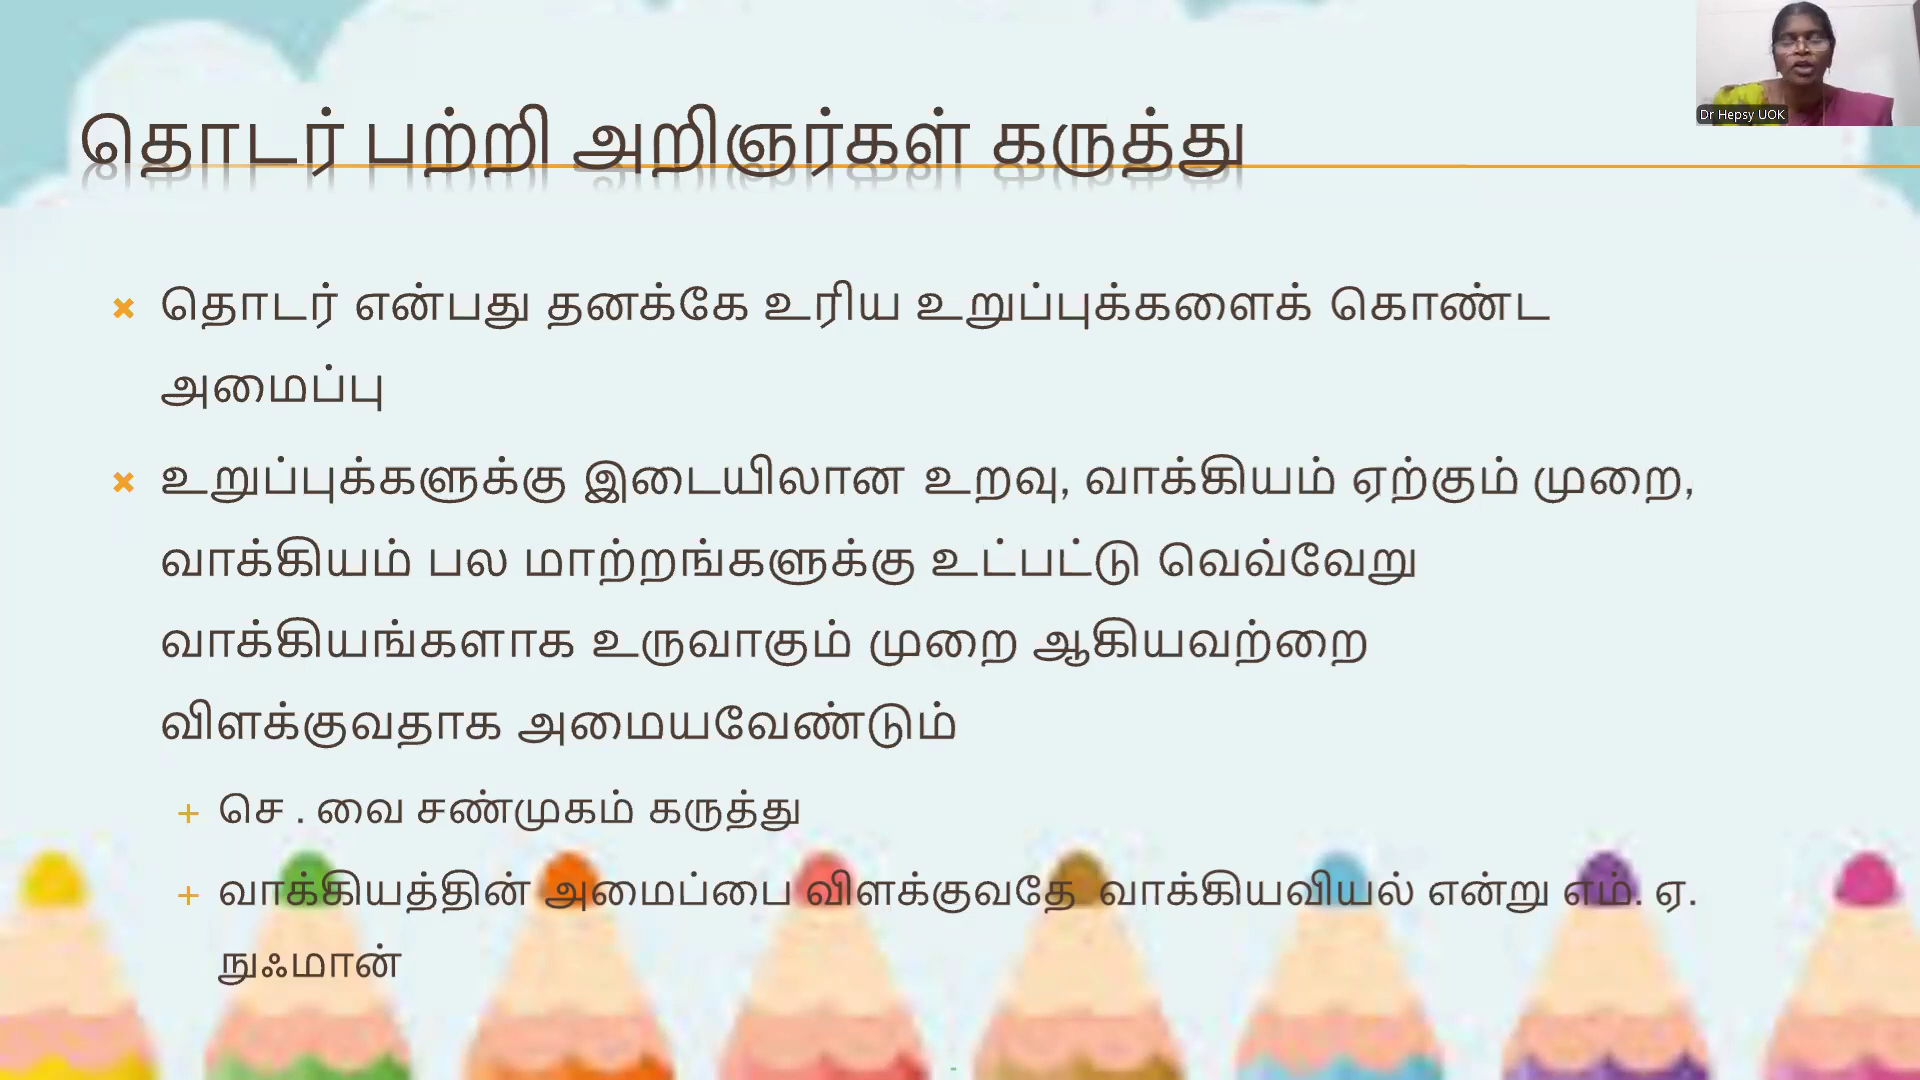 Dr Hepsy UOK
தொடர் பற்றி அறிஞர்கள் கருத்து
தொடர் என்பது தனக்கே உரிய உறுப்புக்களைக் கொண்ட
அமைப்பு
உறுப்புக்களுக்கு இடையிலான உறவு, வாக்கியம் ஏற்கும் முறை,
வாக்கியம் பல மாற்றங்களுக்கு உட்பட்டு வெவ்வேறு
வாக்கியங்களாக உருவாகும் முறை ஆகியவற்றை
விளக்குவதாக அமையவேண்டும்
செ . வை சண்முகம் கருத்து
வாக்கியத்தின் அமைப்பை விளக்குவதே வாக்கியவியல் என்று எம். ஏ.
நுஃமான்